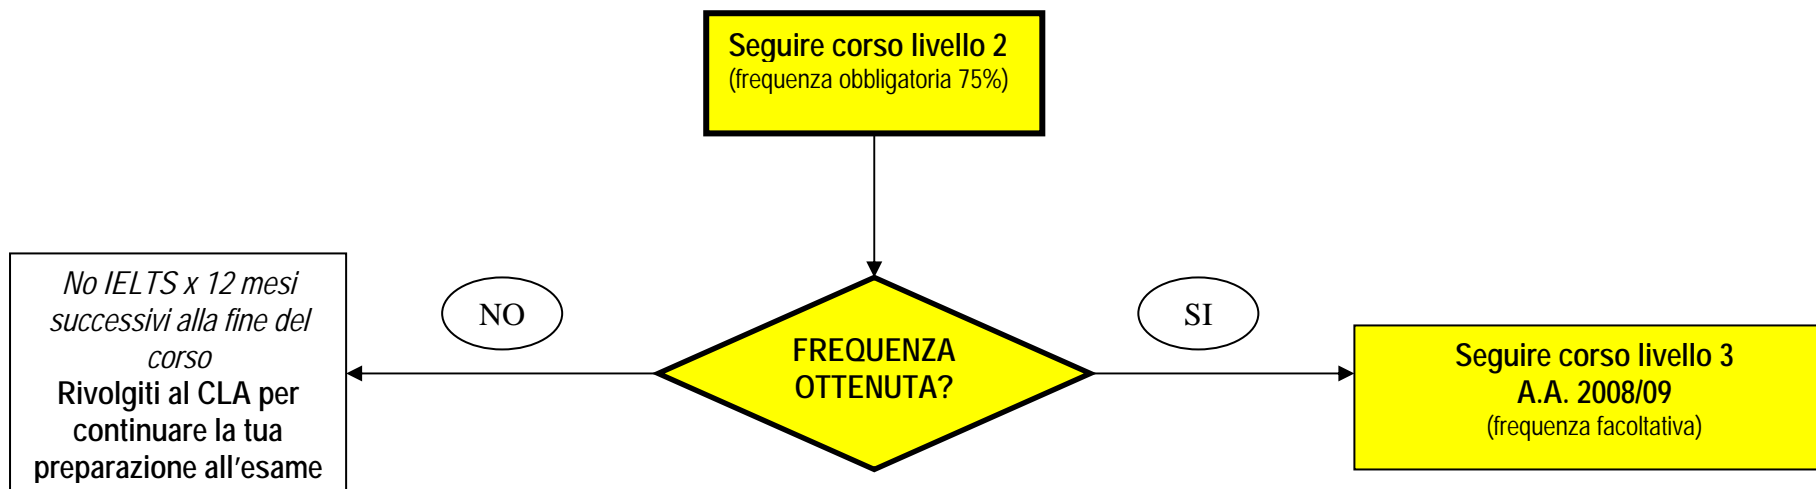 Seguire corso livello 2
(frequenza obbligatoria 75%)
No IELTS x 12 mesi
successivi alla fine del
corso
Rivolgiti al CLA per
continuare la tua
preparazione all'esame
NO
FREQUENZA
OTTENUTA?
SI
Seguire corso livello 3
A.A. 2008/09
(frequenza facoltativa)